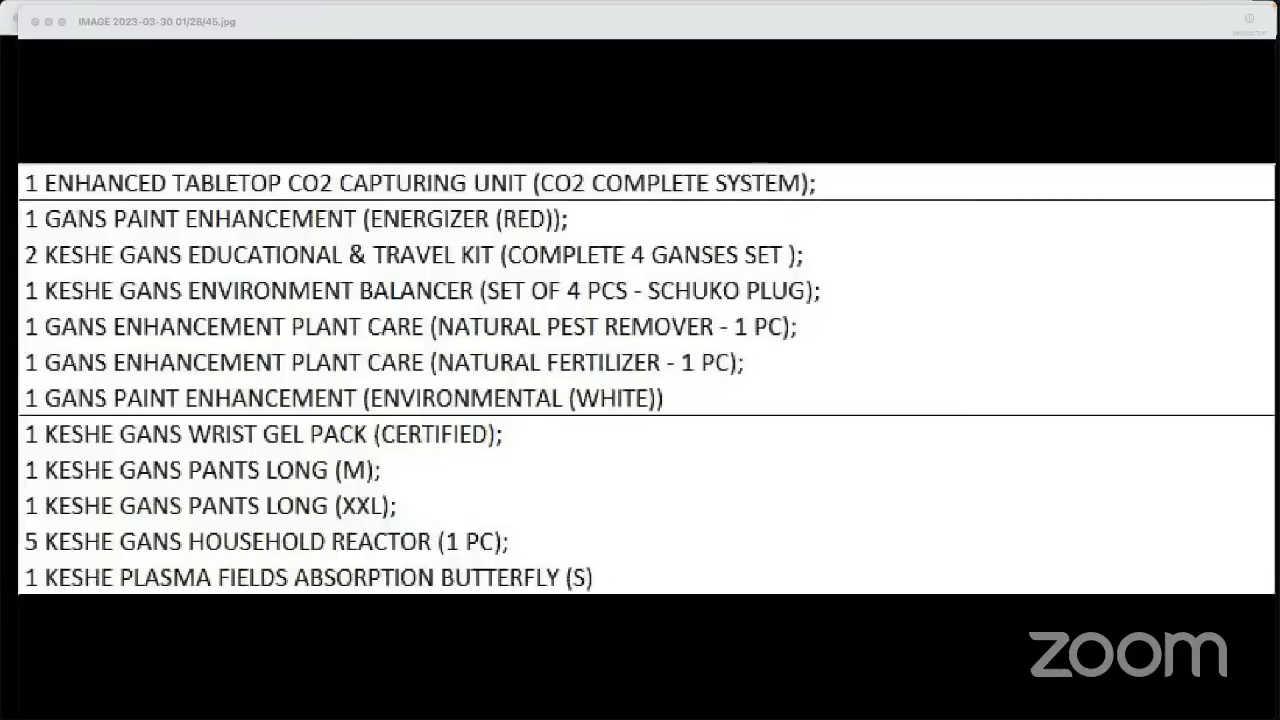 IMAGE 2023-03-30 01/28/45.jpg
1 ENHANCED TABLETOP CO2 CAPTURING UNIT (CO2 COMPLETE SYSTEM);
1 GANS PAINT ENHANCEMENT (ENERGIZER (RED));
2 KESHE GANS EDUCATIONAL & TRAVEL KIT (COMPLETE 4 GANSES SET );
1 KESHE GANS ENVIRONMENT BALANCER (SET OF 4 PCS - SCHUKO PLUG);
1 GANS ENHANCEMENT PLANT CARE (NATURAL PEST REMOVER - 1 PC);
1 GANS ENHANCEMENT PLANT CARE (NATURAL FERTILIZER - 1 PC);
1 GANS PAINT ENHANCEMENT (ENVIRONMENTAL (WHITE))
1 KESHE GANS WRIST GEL PACK (CERTIFIED);
1 KESHE GANS PANTS LONG (M);
1 KESHE GANS PANTS LONG (XXL);
5 KESHE GANS HOUSEHOLD REACTOR (1 PC);
1 KESHE PLASMA FIELDS ABSORPTION BUTTERFLY (S)
zoom